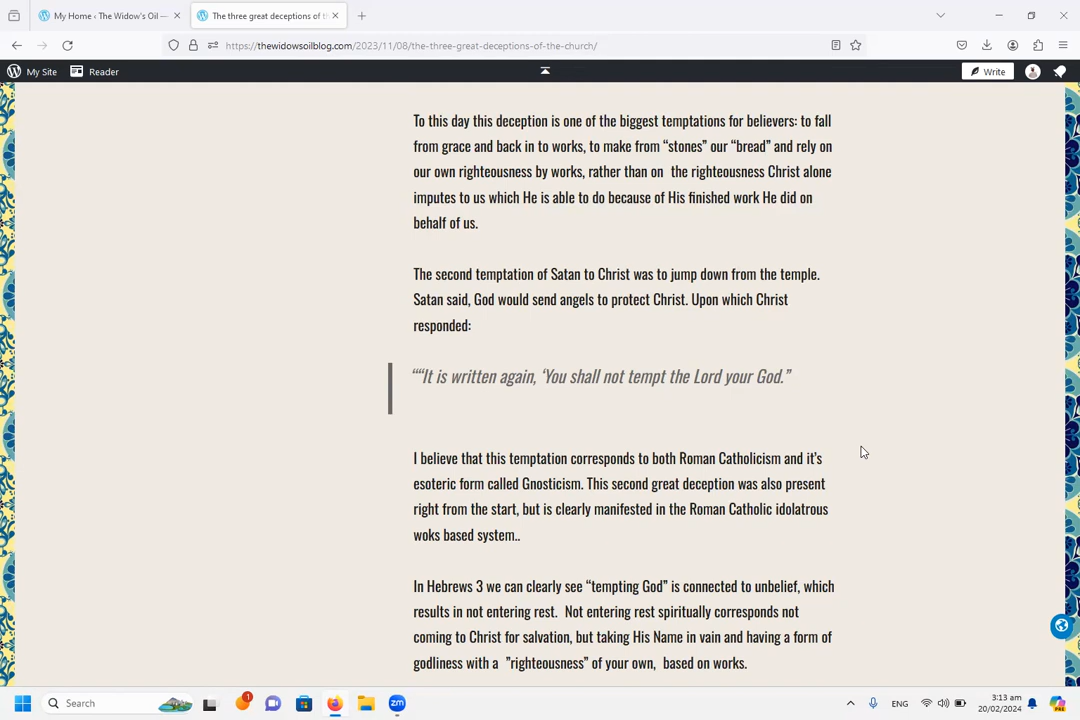 My Home ‹ The Widow's Oil —
The three great deceptions of th
https://thewidowsoilblog.com/2023/11/08/the-three-great-deceptions-of-the-church/
My Site
Reader
Write
To this day this deception is one of the biggest temptations for believers: to fall
from grace and back in to works, to make from “stones” our “bread” and rely on
our own righteousness by works, rather than on the righteousness Christ alone
imputes to us which He is able to do because of His finished work He did on
behalf of us.
The second temptation of Satan to Christ was to jump down from the temple.
Satan said, God would send angels to protect Christ. Upon which Christ
responded:
““It is written again, ‘You shall not tempt the Lord your God.”
I believe that this temptation corresponds to both Roman Catholicism and it’s
esoteric form called Gnosticism. This second great deception was also present
right from the start, but is clearly manifested in the Roman Catholic idolatrous
woks based system..
In Hebrews 3 we can clearly see “tempting God” is connected to unbelief, which
results in not entering rest. Not entering rest spiritually corresponds not
coming to Christ for salvation, but taking His Name in vain and having a form of
godliness with a ”righteousness” of your own, based on works.
Search
1
zm
ENG
3:13 am
20/02/2024
PRE